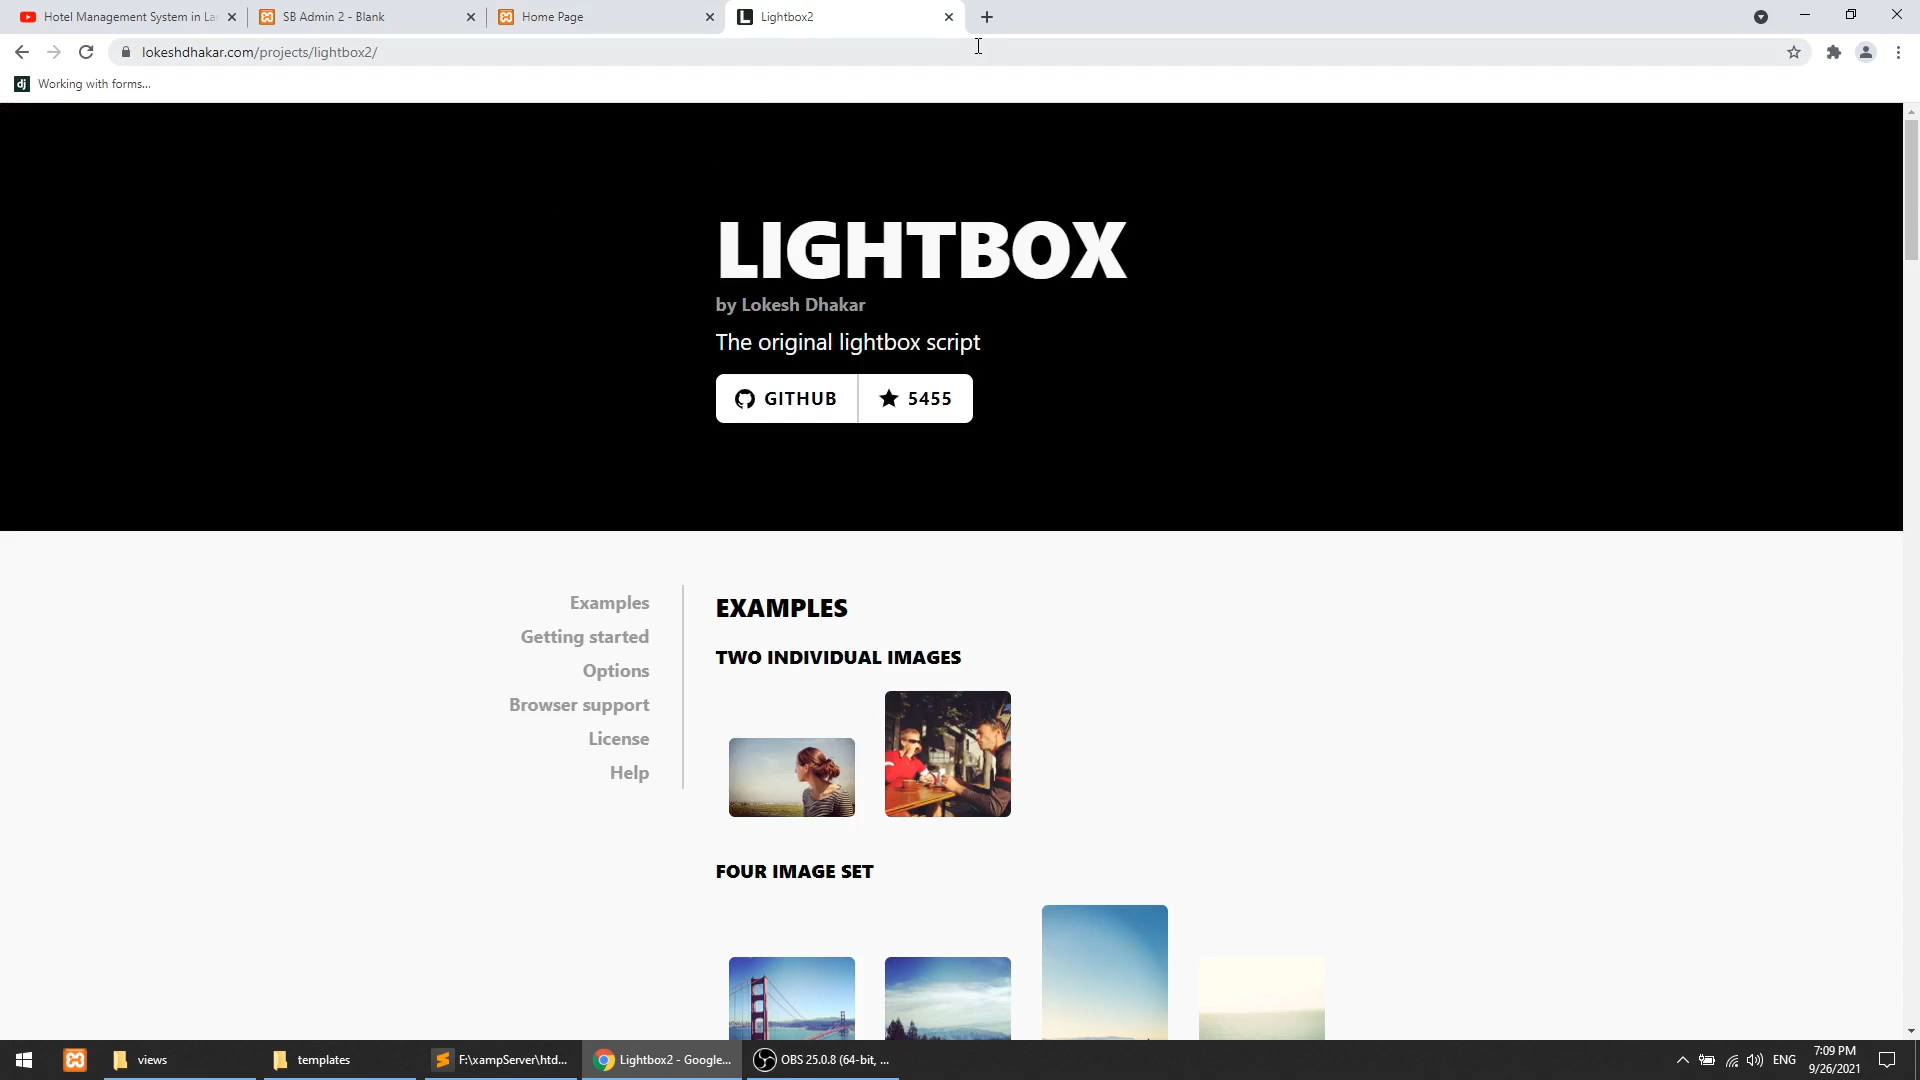 Hotel Management System in La
SB Admin 2 - Blank
Home Page
Lightbox2
lokeshdhakar.com/projects/lightbox2/
dj
Working with forms...
LIGHTBOX
by Lokesh Dhakar
The original lightbox script
GITHUB
5455
Examples
Getting started
Options
Browser support
License
Help
EXAMPLES
TWO INDIVIDUAL IMAGES
FOUR IMAGE SET
views
templates
F:\xampServer\htd...
Lightbox2 - Google...
OBS 25.0.8 (64-bit, ...
ENG
7:09 PM
9/26/2021